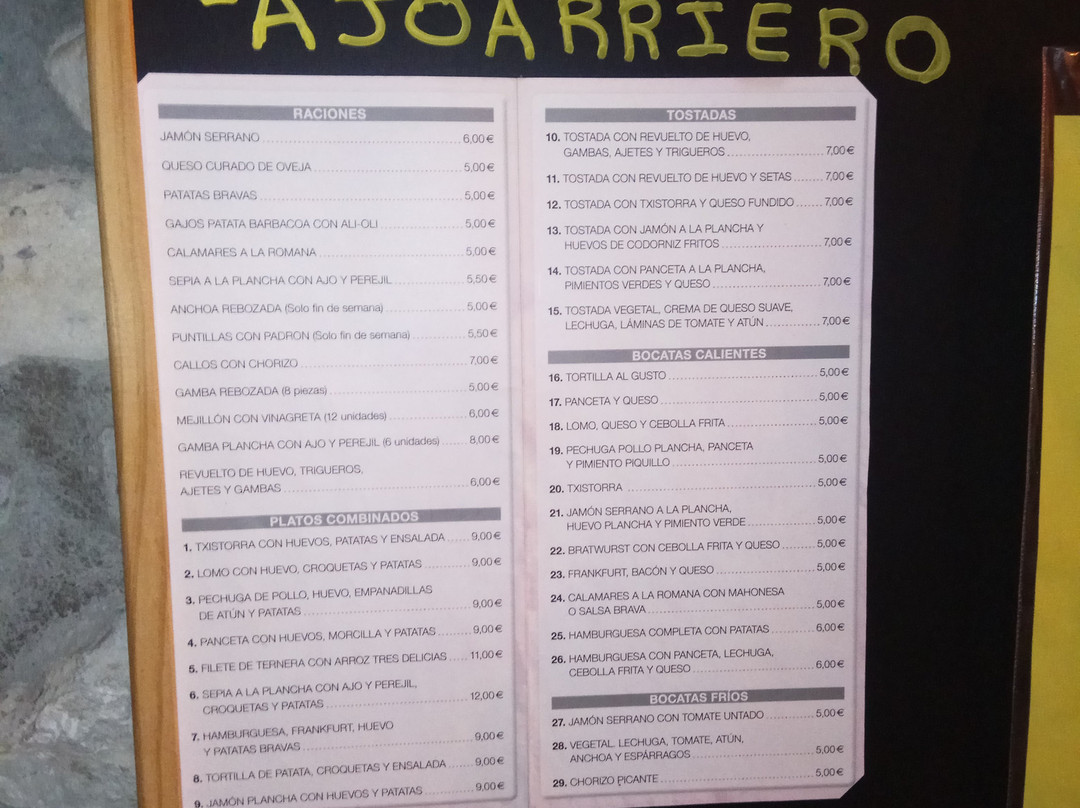 AJOARRIERO
RACIONES
JAMÓN SERRANO 6,00€
QUESO CURADO DE OVEJA 5,00€
PATATAS BRAVAS 5,00€
GAJOS PATATA BARBACOA CON ALI-OLI 5,00€
CALAMARES A LA ROMANA 5,00€
SEPIA A LA PLANCHA CON AJO Y PEREJIL 5,50€
ANCHOA REBOZADA (Solo fin de semana) 5,00€
PUNTILLAS CON PADRON (Solo fin de semana) 5,50€
CALLOS CON CHORIZO 7,00€
GAMBA REBOZADA (8 piezas) 5,00€
MEJILLÓN CON VINAGRETA (12 unidades) 6,00€
GAMBA PLANCHA CON AJO Y PEREJIL (6 unidades) 8,00€
REVUELTO DE HUEVO, TRIGUEROS,
AJETES Y GAMBAS 6,00€
PLATOS COMBINADOS
1. TXISTORRA CON HUEVOS, PATATAS Y ENSALADA 9,00€
2. LOMO CON HUEVO, CROQUETAS Y PATATAS 9,00€
3. PECHUGA DE POLLO, HUEVO, EMPANADILLAS
DE ATÚN Y PATATAS 9,00€
4. PANCETA CON HUEVOS, MORCILLA Y PATATAS 9,00€
5. FILETE DE TERNERA CON ARROZ TRES DELICIAS 11,00€
6. SEPIA A LA PLANCHA CON AJO Y PEREJIL,
CROQUETAS Y PATATAS 12,00€
7. HAMBURGUESA, FRANKFURT, HUEVO
Y PATATAS BRAVAS 9,00€
8. TORTILLA DE PATATA, CROQUETAS Y ENSALADA 9,00€
9. JAMÓN PLANCHA CON HUEVOS Y PATATAS 9,00€
TOSTADAS
10. TOSTADA CON REVUELTO DE HUEVO,
GAMBAS, AJETES Y TRIGUEROS 7,00€
11. TOSTADA CON REVUELTO DE HUEVO Y SETAS 7,00€
12. TOSTADA CON TXISTORRA Y QUESO FUNDIDO 7,00€
13. TOSTADA CON JAMÓN A LA PLANCHA Y
HUEVOS DE CODORNIZ FRITOS 7,00€
14. TOSTADA CON PANCETA A LA PLANCHA,
PIMIENTOS VERDES Y QUESO 7,00€
15. TOSTADA VEGETAL, CREMA DE QUESO SUAVE,
LECHUGA, LÁMINAS DE TOMATE Y ATÚN 7,00€
BOCATAS CALIENTES
16. TORTILLA AL GUSTO 5,00€
17. PANCETA Y QUESO 5,00€
18. LOMO, QUESO Y CEBOLLA FRITA 5,00€
19. PECHUGA POLLO PLANCHA, PANCETA
Y PIMIENTO PIQUILLO 5,00€
20. TXISTORRA 5,00€
21. JAMÓN SERRANO A LA PLANCHA,
HUEVO PLANCHA Y PIMIENTO VERDE 5,00€
22. BRATWURST CON CEBOLLA FRITA Y QUESO 5,00€
23. FRANKFURT, BACÓN Y QUESO 5,00€
24. CALAMARES A LA ROMANA CON MAHONESA
O SALSA BRAVA 5,00€
25. HAMBURGUESA COMPLETA CON PATATAS 6,00€
26. HAMBURGUESA CON PANCETA, LECHUGA,
CEBOLLA FRITA Y QUESO 6,00€
BOCATAS FRÍOS
27. JAMÓN SERRANO CON TOMATE UNTADO 5,00€
28. VEGETAL. LECHUGA, TOMATE, ATÚN,
ANCHOA Y ESPÁRRAGOS 5,00€
29. CHORIZO PICANTE 5,00€